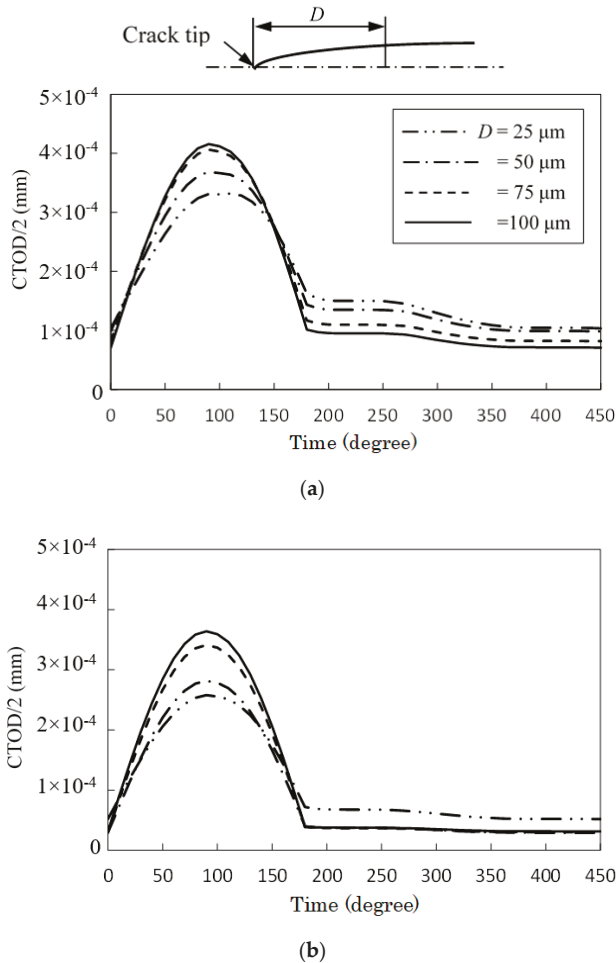 D
Crack tip
5×10-4
4×10-4
3×10-4
2×10-4
1×10-4
0
CTOD/2 (mm)
D = 25 μm
= 50 μm
= 75 μm
=100 μm
0 50 100 150 200 250 300 350 400 450
Time (degree)
(a)
5×10-4
4×10-4
3×10-4
2×10-4
1×10-4
0
CTOD/2 (mm)
0 50 100 150 200 250 300 350 400 450
Time (degree)
(b)